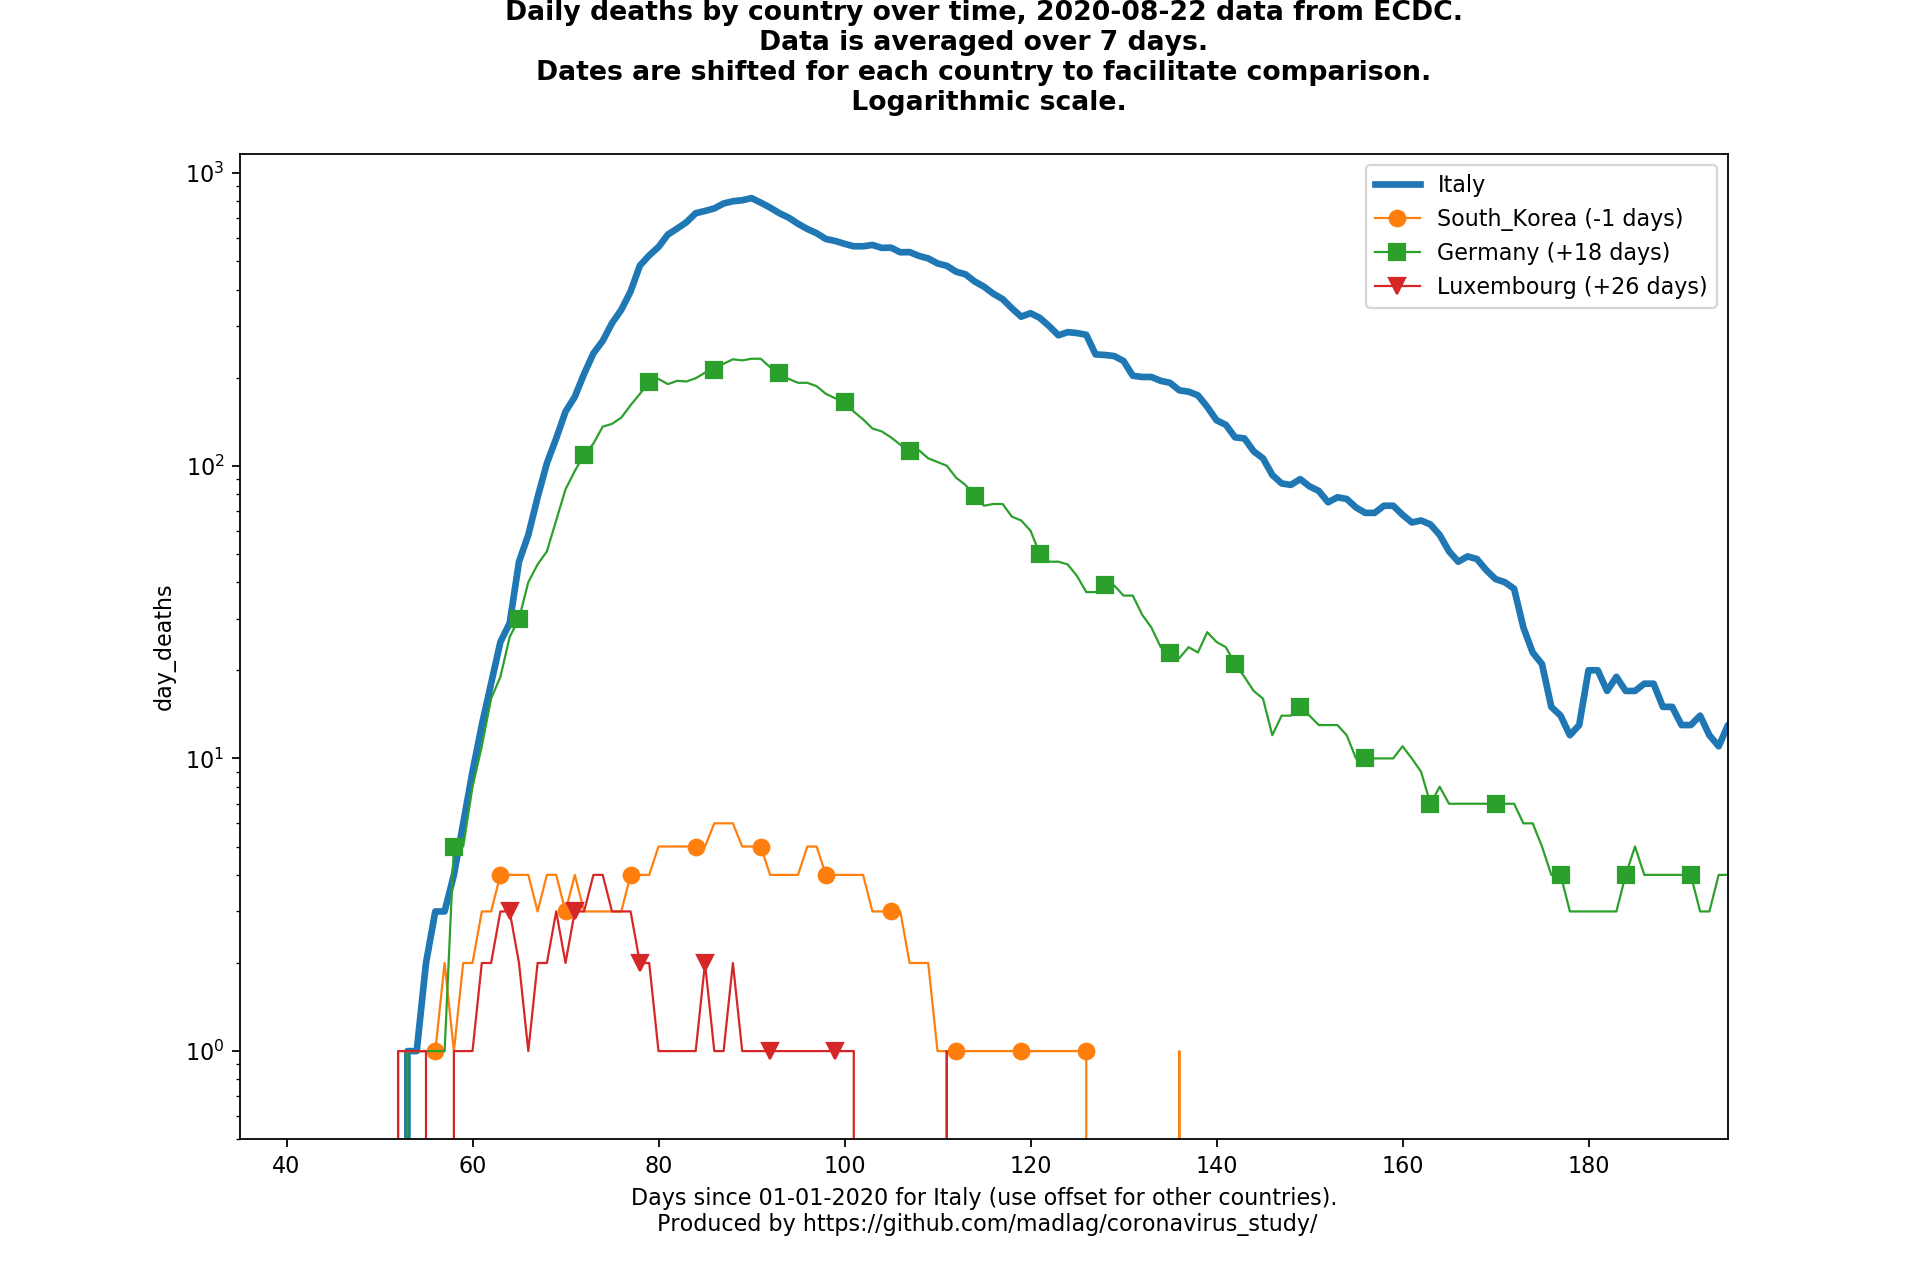 Daily deaths by country over time, 2020-08-22 data from ECDC.
Data is averaged over 7 days.
Dates are shifted for each country to facilitate comparison.
Logarithmic scale.
10³
10²
10¹
10⁰
day_deaths
Italy
South_Korea (-1 days)
Germany (+18 days)
Luxembourg (+26 days)
40 60 80 100 120 140 160 180
Days since 01-01-2020 for Italy (use offset for other countries).
Produced by https://github.com/madlag/coronavirus_study/